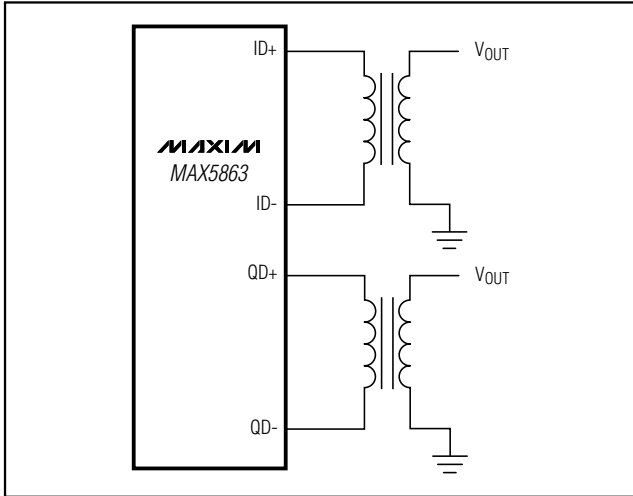 ID+
VOUT
MAXIM
MAX5863
ID-
QD+
VOUT
QD-